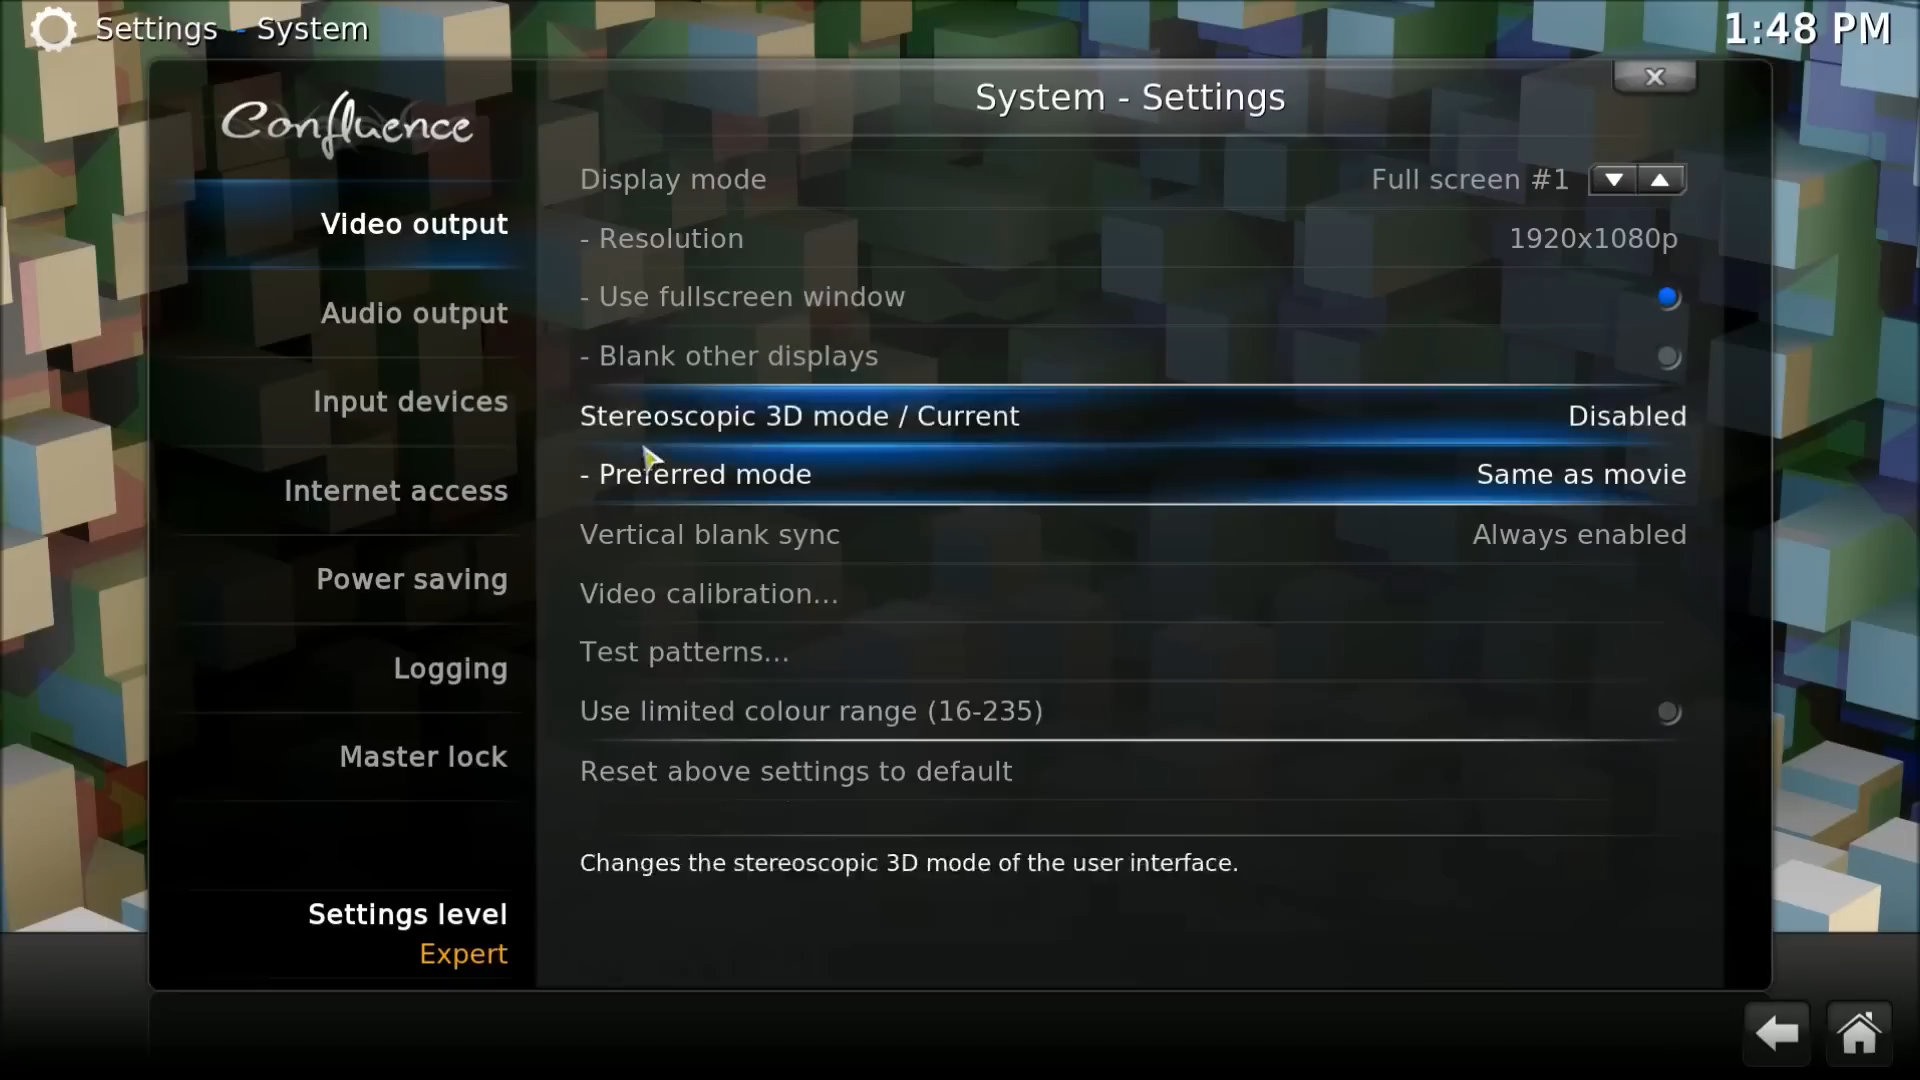 Settings - System
1:48 PM
Confluence
System - Settings
x
Video output
Audio output
Input devices
Internet access
Power saving
Logging
Master lock
Settings level
Expert
Display mode Full screen #1
- Resolution 1920x1080p
- Use fullscreen window
- Blank other displays
Stereoscopic 3D mode / Current Disabled
- Preferred mode Same as movie
Vertical blank sync Always enabled
Video calibration...
Test patterns...
Use limited colour range (16-235)
Reset above settings to default
Changes the stereoscopic 3D mode of the user interface.